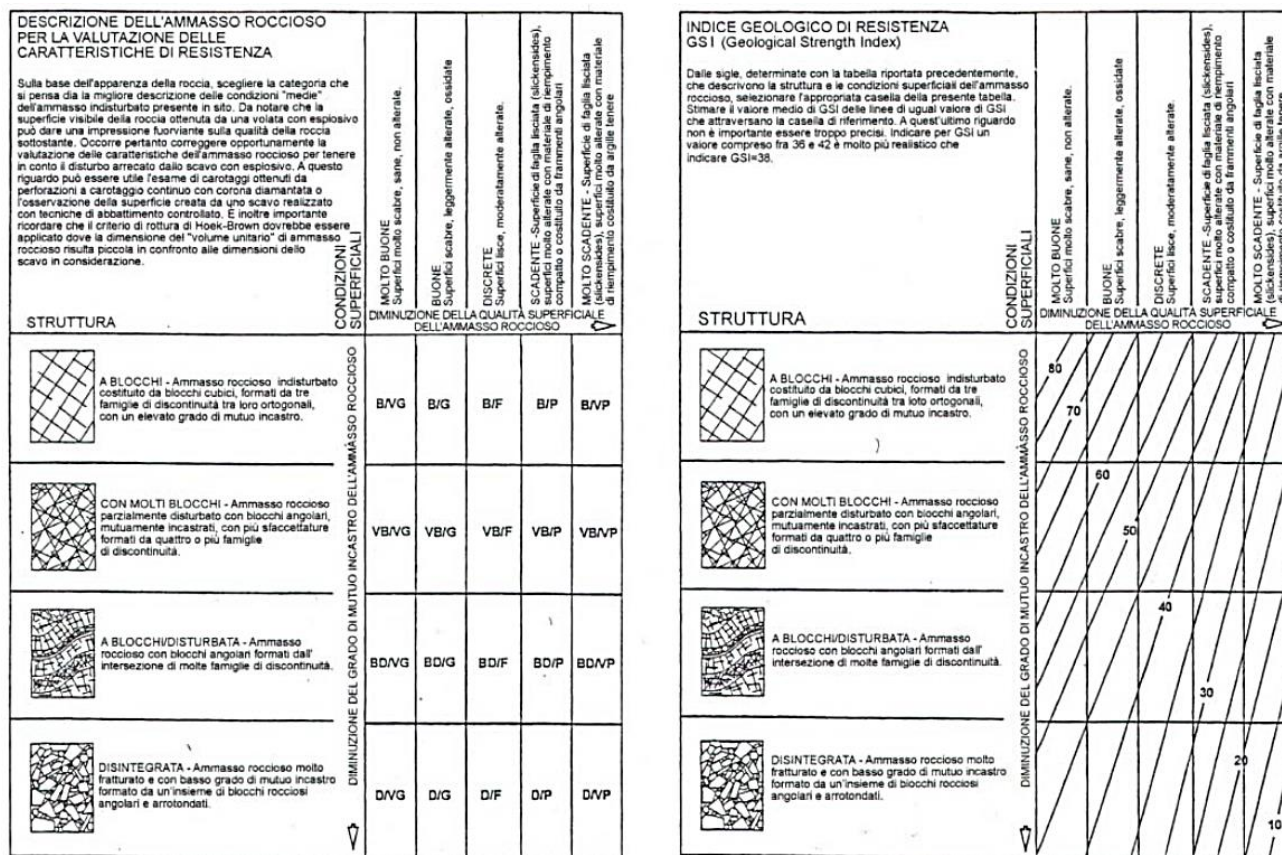 DESCRIZIONE DELL'AMMASSO ROCCIOSO
PER LA VALUTAZIONE DELLE
CARATTERISTICHE DI RESISTENZA
Sulla base dell'apparenza della roccia, scegliere la categoria che
si pensa dia la migliore descrizione delle condizioni "medie"
dell'ammasso indisturbato presente in sito. Da notare che la
superficie visibile della roccia ottenuta da una volata con esplosivo
può dare una impressione fuorviante sulla qualità della roccia
sottostante. Occorre pertanto correggere opportunamente la
valutazione delle caratteristiche dell'ammasso roccioso per tenere
in conto il disturbo arrecato dallo scavo con esplosivo. A questo
riguardo può essere utile l'esame di carotaggi ottenuti da
perforazioni a carotaggio continuo con corona diamantata o
l'osservazione della superficie creata da uno scavo realizzato
con tecniche di abbattimento controllato. E inoltre importante
ricordare che il criterio di rottura di Hoek-Brown dovrebbe essere
applicato dove la dimensione del "volume unitario" di ammasso
roccioso risulta piccola in confronto alle dimensioni dello
scavo in considerazione.
STRUTTURA
CONDIZIONI
SUPERFICIALI
MOLTO BUONE
Superfici molto scabre, sane, non alterate.
BUONE
Superfici scabre, leggermente alterate, ossidate
DISCRETE
Superfici lisce, moderatamente alterate.
SCADENTE -Superficie di faglia lisciata (slickensides),
superfici molto alterate con materiale di riempimento
compatto o costituito da frammenti angolari
MOLTO SCADENTE - Superficie di faglia lisciata
(slickensides), superfici molto alterate con materiale
di riempimento costituito da argille tenere
DIMINUZIONE DELLA QUALITÀ SUPERFICIALE
DELL'AMMASSO ROCCIOSO
DIMINUZIONE DEL GRADO DI MUTUO INCASTRO DELL'AMMASSO ROCCIOSO
A BLOCCHI - Ammasso roccioso indisturbato
costituito da blocchi cubici, formati da tre
famiglie di discontinuità tra loro ortogonali,
con un elevato grado di mutuo incastro.
B/VG B/G B/F B/P B/VP
CON MOLTI BLOCCHI - Ammasso roccioso
parzialmente disturbato con blocchi angolari,
mutuamente incastrati, con più sfaccettature
formati da quattro o più famiglie
di discontinuità.
VB/VG VB/G VB/F VB/P VB/VP
A BLOCCHI/DISTURBATA - Ammasso
roccioso con blocchi angolari formati dall'
intersezione di molte famiglie di discontinuità.
BD/VG BD/G BD/F BD/P BD/VP
DISINTEGRATA - Ammasso roccioso molto
fratturato e con basso grado di mutuo incastro
formato da un'insieme di blocchi rocciosi
angolari e arrotondati.
D/VG D/G D/F D/P D/VP
INDICE GEOLOGICO DI RESISTENZA
GSI (Geological Strength Index)
Dalle sigle, determinate con la tabella riportata precedentemente,
che descrivono la struttura e le condizioni superficiali dell'ammasso
roccioso, selezionare l'appropriata casella della presente tabella.
Stimare il valore medio di GSI delle linee di ugual valore di GSI
che attraversano la casella di riferimento. A quest'ultimo riguardo
non è importante essere troppo precisi. Indicare per GSI un
valore compreso fra 36 e 42 è molto più realistico che
indicare GSI=38.
STRUTTURA
CONDIZIONI
SUPERFICIALI
MOLTO BUONE
Superfici molto scabre, sane, non alterate.
BUONE
Superfici scabre, leggermente alterate, ossidate
DISCRETE
Superfici lisce, moderatamente alterate.
SCADENTE -Superficie di faglia lisciata (slickensides),
superfici molto alterate con materiale di riempimento
compatto o costituito da frammenti angolari
MOLTO SCADENTE - Superficie di faglia lisciata
(slickensides), superfici molto alterate con materiale
DIMINUZIONE DELLA QUALITÀ SUPERFICIALE
DELL'AMMASSO ROCCIOSO
DIMINUZIONE DEL GRADO DI MUTUO INCASTRO DELL'AMMASSO ROCCIOSO
A BLOCCHI - Ammasso roccioso indisturbato
costituito da blocchi cubici, formati da tre
famiglie di discontinuità tra loto ortogonali,
con un elevato grado di mutuo incastro.
80
70
CON MOLTI BLOCCHI - Ammasso roccioso
parzialmente disturbato con blocchi angolari,
mutuamente incastrati, con più sfaccettature
formati da quattro o più famiglie
di discontinuità.
60
50
A BLOCCHI/DISTURBATA - Ammasso
roccioso con blocchi angolari formati dall'
intersezione di molte famiglie di discontinuità.
40
30
DISINTEGRATA - Ammasso roccioso molto
fratturato e con basso grado di mutuo incastro
formato da un'insieme di blocchi rocciosi
angolari e arrotondati.
20
10